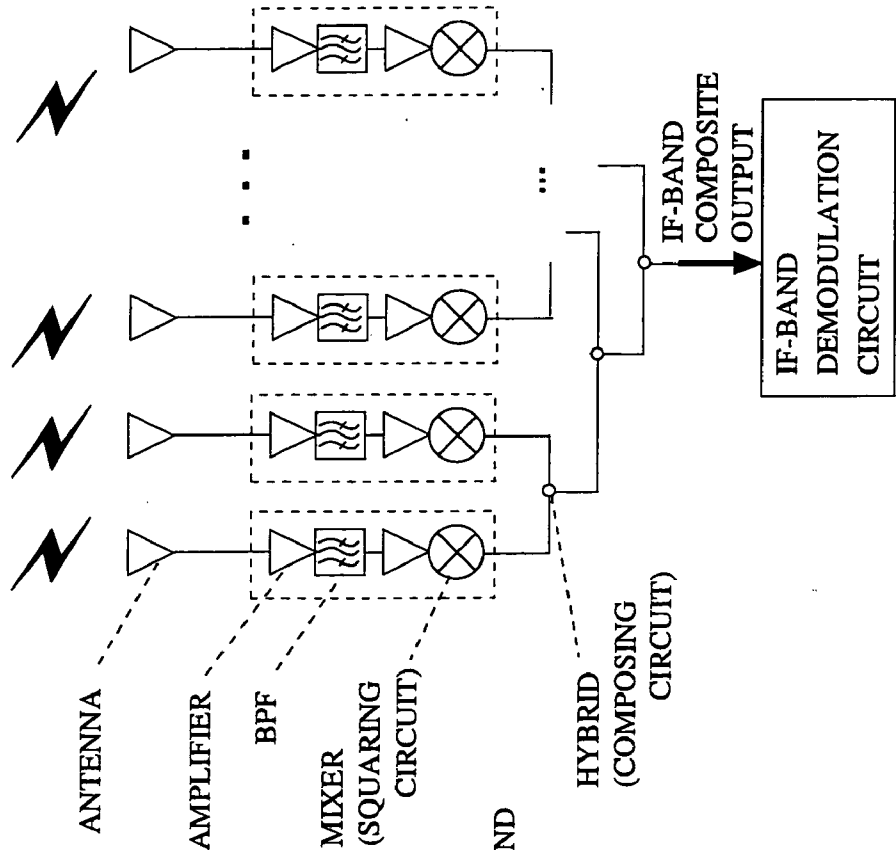 ANTENNA
AMPLIFIER
BPF
MIXER
(SQUARING
CIRCUIT)
ND
HYBRID
(COMPOSING
CIRCUIT)
IF-BAND
COMPOSITE
OUTPUT
IF-BAND
DEMODULATION
CIRCUIT